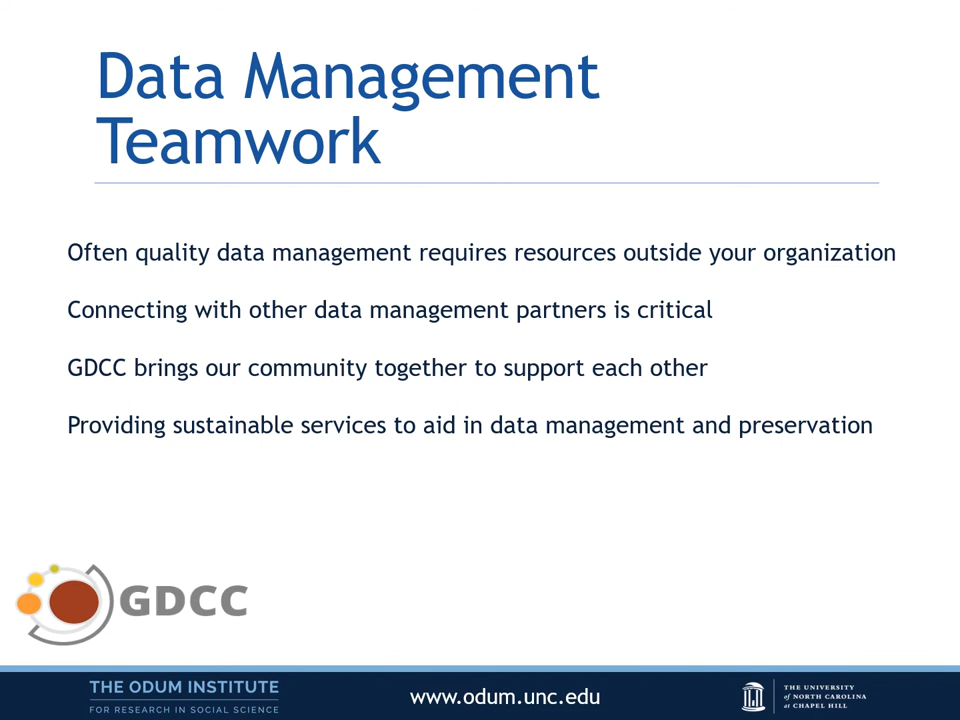 Data Management
Teamwork
Often quality data management requires resources outside your organization
Connecting with other data management partners is critical
GDCC brings our community together to support each other
Providing sustainable services to aid in data management and preservation
GDCC
THE ODUM INSTITUTE
FOR RESEARCH IN SOCIAL SCIENCE
www.odum.unc.edu
THE UNIVERSITY
of NORTH CAROLINA
at CHAPEL HILL